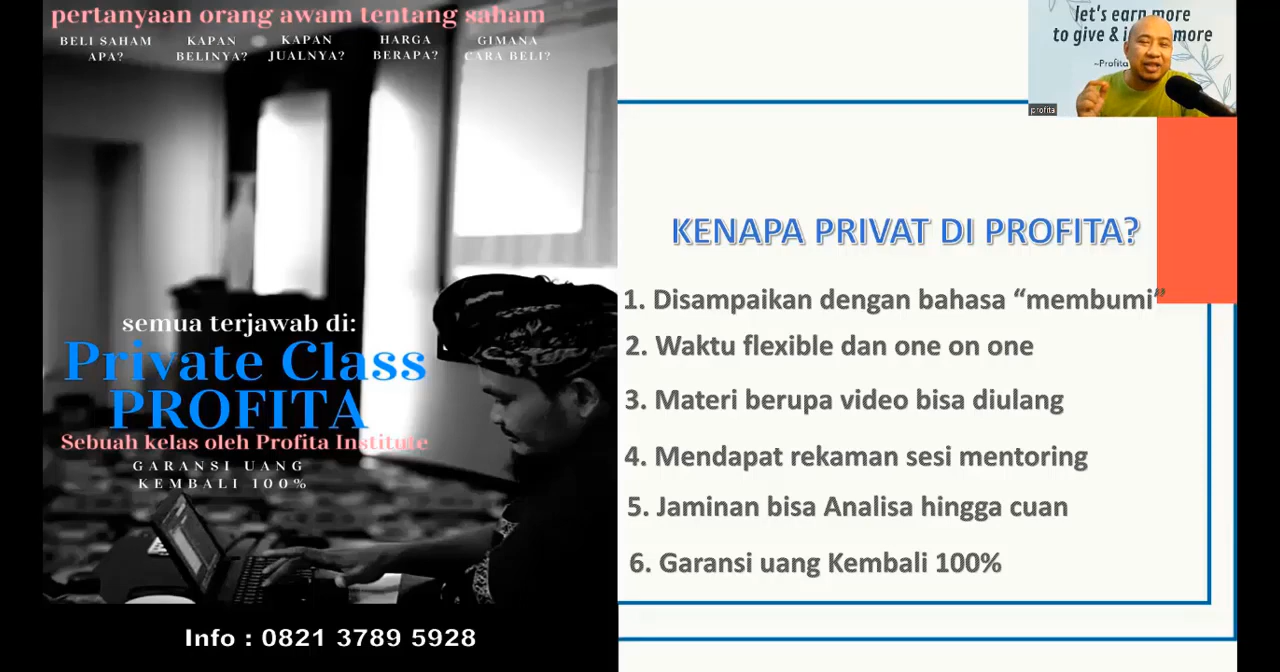 pertanyaan orang awam tentang saham
BELI SAHAM APA?
KAPAN BELINYA?
KAPAN JUALNYA?
HARGA BERAPA?
GIMANA CARA BELI?
semua terjawab di:
Private Class
PROFITA
Sebuah kelas oleh Profita Institute
GARANSI UANG
KEMBALI 100%
Info : 0821 3789 5928
let's earn more
to give & i more
~Profita
profita
KENAPA PRIVAT DI PROFITA?
1. Disampaikan dengan bahasa “membumi”
2. Waktu flexible dan one on one
3. Materi berupa video bisa diulang
4. Mendapat rekaman sesi mentoring
5. Jaminan bisa Analisa hingga cuan
6. Garansi uang Kembali 100%